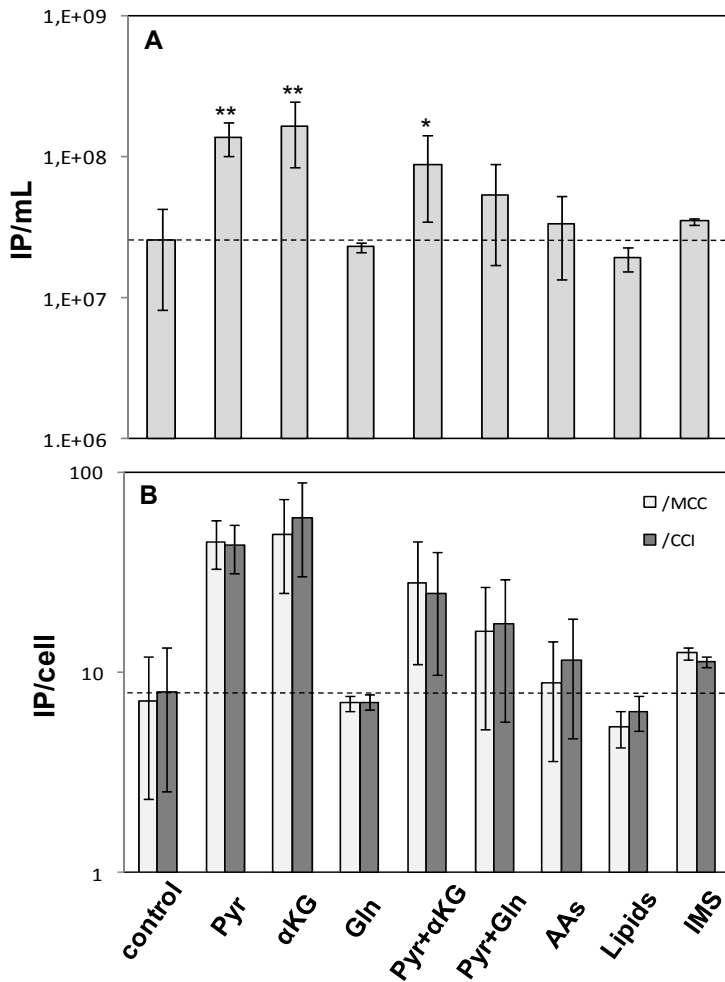 1,E+09
A
**
**
*
1,E+08
IP/mL
1,E+07
1.E+06
100
B
/MCC
/CCI
IP/cell
10
1
control
Pyr
αKG
Gln
Pyr+αKG
Pyr+Gln
AAs
Lipids
IMS